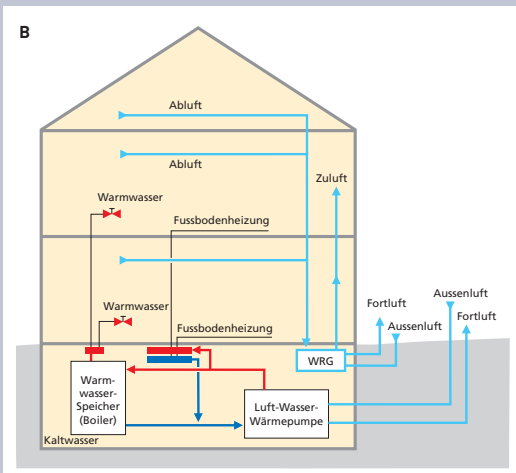 B
Abluft
Abluft
Zuluft
Warmwasser
Fussbodenheizung
Aussenluft
Fortluft
Fortluft
Warmwasser
Aussenluft
Fussbodenheizung
WRG
Warm-
wasser-
Speicher
(Boiler)
Luft-Wasser-
Wärmepumpe
Kaltwasser